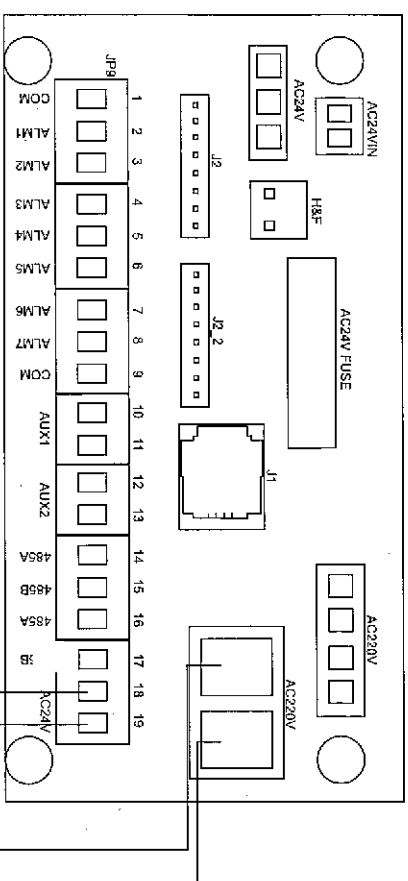 JP9
1
2
3
4
5
6
7
8
9
10
11
12
13
14
15
16
17
18
19
COM
ALM1
ALM2
ALM3
ALM4
ALM5
ALM6
ALM7
COM
AUX1
AUX2
485A
485B
485A
AC24V
J2
J2_2
J1
AC24V
AC24VIN
H&F
AC24V FUSE
AC220V
AC220V